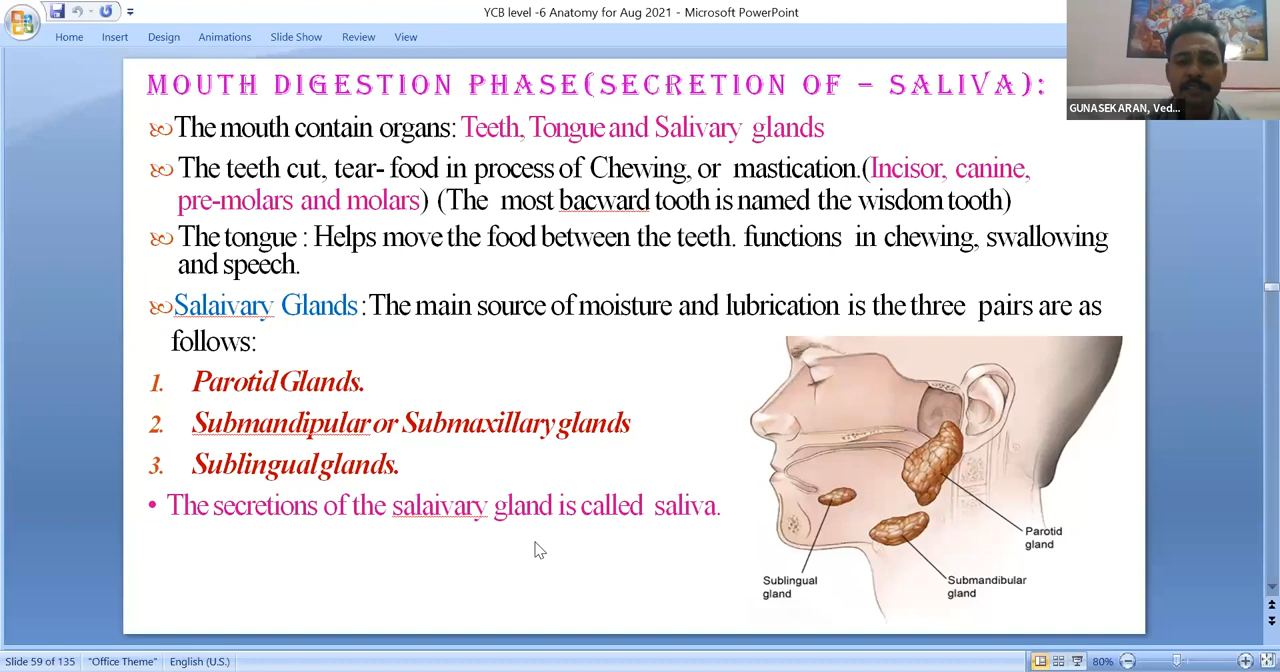 YCB level -6 Anatomy for Aug 2021 - Microsoft PowerPoint
Home Insert Design Animations Slide Show Review View
GUNASEKARAN, Ved...
MOUTH DIGESTION PHASE(SECRETION OF – SALIVA):
The mouth contain organs: Teeth, Tongue and Salivary glands
The teeth cut, tear- food in process of Chewing, or mastication.(Incisor, canine,
pre-molars and molars) (The most bacward tooth is named the wisdom tooth)
The tongue : Helps move the food between the teeth. functions in chewing, swallowing
and speech.
Salaivary Glands :The main source of moisture and lubrication is the three pairs are as
follows:
1. Parotid Glands.
2. Submandipular or Submaxillary glands
3. Sublingual glands.
• The secretions of the salaivary gland is called saliva.
Parotid
gland
Sublingual
gland
Submandibular
gland
Slide 59 of 135 "Office Theme" English (U.S.) 80%